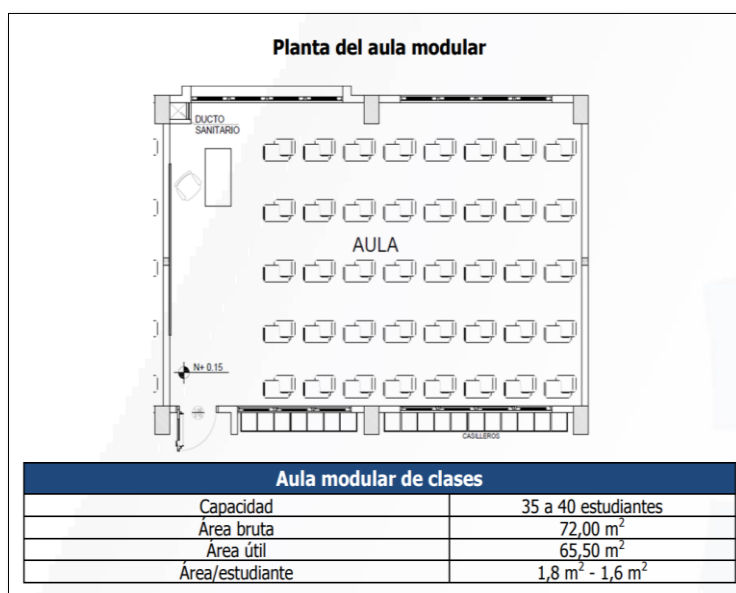 Planta del aula modular
DUCTO
SANITARIO
AULA
N+ 0.15
CASILLEROS
Aula modular de clases
Capacidad 35 a 40 estudiantes
Área bruta 72,00 m²
Área útil 65,50 m²
Área/estudiante 1,8 m² - 1,6 m²